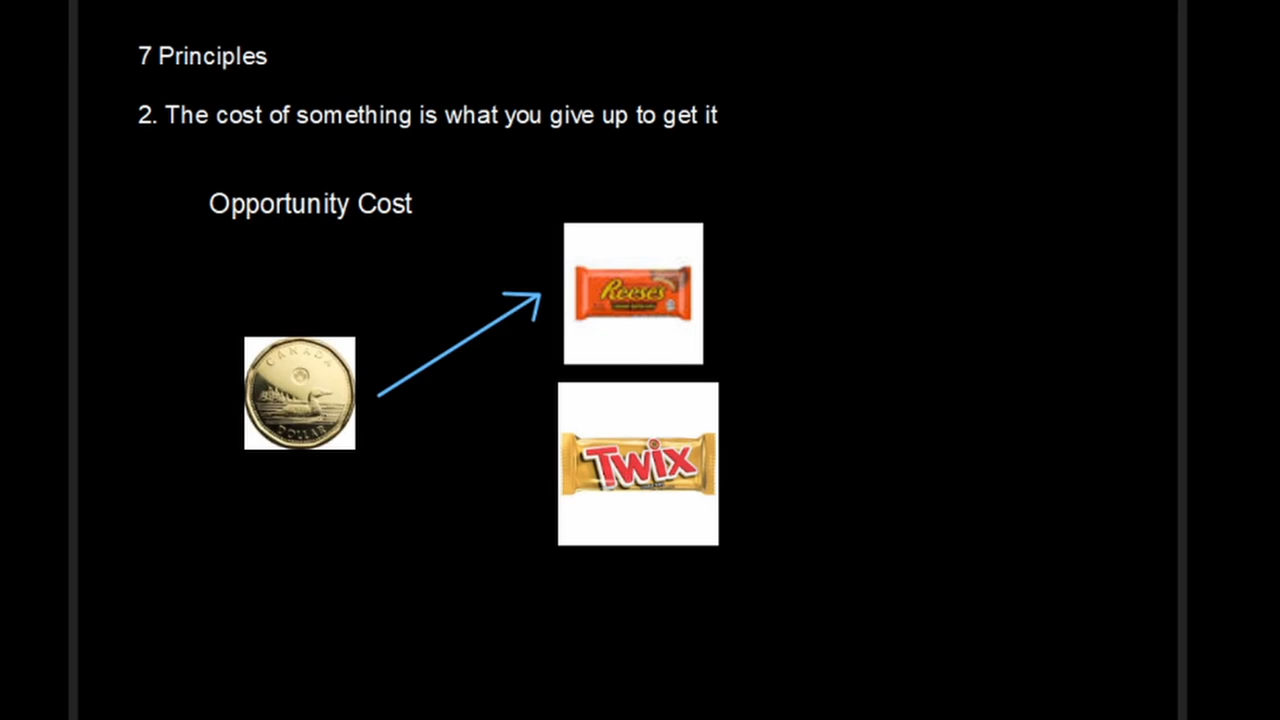 7 Principles
2. The cost of something is what you give up to get it
Opportunity Cost
Reese's
CANADA
DOLLAR
TWIX